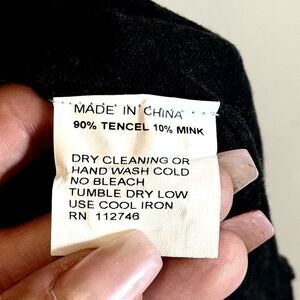 MADE IN CHINA
90% TENCEL 10% MINK
DRY CLEANING OR
HAND WASH COLD
NO BLEACH
TUMBLE DRY LOW
USE COOL IRON
RN 112746